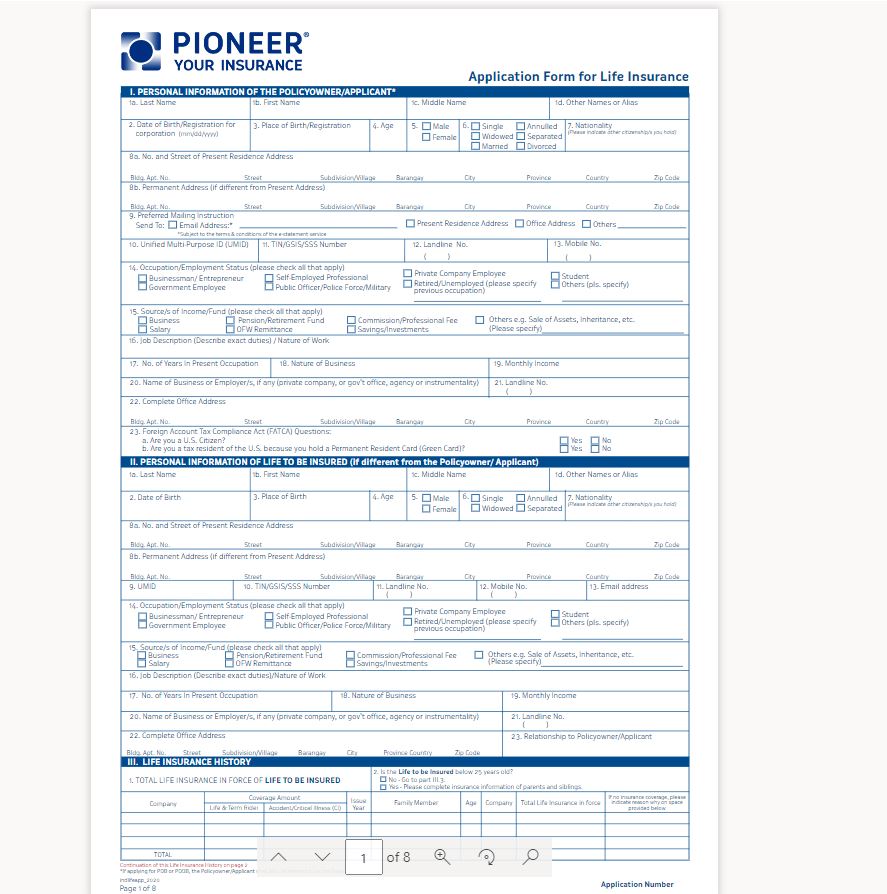 PIONEER®
YOUR INSURANCE
Application Form for Life Insurance
I. PERSONAL INFORMATION OF THE POLICYOWNER/APPLICANT*
1a. Last Name 1b. First Name 1c. Middle Name 1d. Other Names or Alias
2. Date of Birth/Registration for 3. Place of Birth/Registration 4. Age 5. Male 6. Single Annulled 7. Nationality
corporation (mm/dd/yyyy) Female Widowed Separated (Please indicate other citizenship/s you hold)
Married Divorced
8a. No. and Street of Present Residence Address
Bldg. Apt. No. Street Subdivision/Village Barangay City Province Country Zip Code
8b. Permanent Address (if different from Present Address)
Bldg. Apt. No. Street Subdivision/Village Barangay City Province Country Zip Code
9. Preferred Mailing Instruction
Send To: Email Address:* Present Residence Address Office Address Others
*Subject to the terms & conditions of the e-statement service
10. Unified Multi-Purpose ID (UMID) 11. TIN/GSIS/SSS Number 12. Landline No. 13. Mobile No.
( ) ( )
14. Occupation/Employment Status (please check all that apply)
Businessman/ Entrepreneur Self-Employed Professional Private Company Employee Student
Government Employee Public Officer/Police Force/Military Retired/Unemployed (please specify Others (pls. specify)
previous occupation)
15. Source/s of Income/Fund (please check all that apply)
Business Pension/Retirement Fund Commission/Professional Fee Others e.g. Sale of Assets, Inheritance, etc.
Salary OFW Remittance Savings/Investments (Please specify)
16. Job Description (Describe exact duties) / Nature of Work
17. No. of Years In Present Occupation 18. Nature of Business 19. Monthly Income
20. Name of Business or Employer/s, if any (private company, or gov't office, agency or instrumentality) 21. Landline No.
( )
22. Complete Office Address
Bldg. Apt. No. Street Subdivision/Village Barangay City Province Country Zip Code
23. Foreign Account Tax Compliance Act (FATCA) Questions:
a. Are you a U.S. Citizen? Yes No
b. Are you a tax resident of the U.S. because you hold a Permanent Resident Card (Green Card)? Yes No
II. PERSONAL INFORMATION OF LIFE TO BE INSURED (if different from the Policyowner/ Applicant)
1a. Last Name 1b. First Name 1c. Middle Name 1d. Other Names or Alias
2. Date of Birth 3. Place of Birth 4. Age 5. Male 6. Single Annulled 7. Nationality
Female Widowed Separated (Please indicate other citizenship/s you hold)
8a. No. and Street of Present Residence Address
Bldg. Apt. No. Street Subdivision/Village Barangay City Province Country Zip Code
8b. Permanent Address (if different from Present Address)
Bldg. Apt. No. Street Subdivision/Village Barangay City Province Country Zip Code
9. UMID 10. TIN/GSIS/SSS Number 11. Landline No. 12. Mobile No. 13. Email address
( ) ( )
14. Occupation/Employment Status (please check all that apply)
Businessman/ Entrepreneur Self-Employed Professional Private Company Employee Student
Government Employee Public Officer/Police Force/Military Retired/Unemployed (please specify Others (pls. specify)
previous occupation)
15. Source/s of Income/Fund (please check all that apply)
Business Pension/Retirement Fund Commission/Professional Fee Others e.g. Sale of Assets, Inheritance, etc.
Salary OFW Remittance Savings/Investments (Please specify)
16. Job Description (Describe exact duties)/Nature of Work
17. No. of Years In Present Occupation 18. Nature of Business 19. Monthly Income
20. Name of Business or Employer/s, if any (private company, or gov't office, agency or instrumentality) 21. Landline No.
( )
22. Complete Office Address 23. Relationship to Policyowner/Applicant
Bldg. Apt. No. Street Subdivision/Village Barangay City Province Country Zip Code
III. LIFE INSURANCE HISTORY
1. TOTAL LIFE INSURANCE IN FORCE OF LIFE TO BE INSURED 2. Is the Life to be Insured below 25 years old?
No - Go to part III.3.
Yes - Please complete insurance information of parents and siblings.
Company Coverage Amount Issue Year Family Member Age Company Total Life Insurance in force If no insurance coverage, please indicate reason why on space provided below.
Life & Term Rider Accident/Critical Illness (CI)
TOTAL
1 of 8
Continuation of this Life Insurance History on page 2
*If applying for PDB or PODB, the Policyowner/Applicant
indlifeapp_2020
Page 1 of 8 Application Number